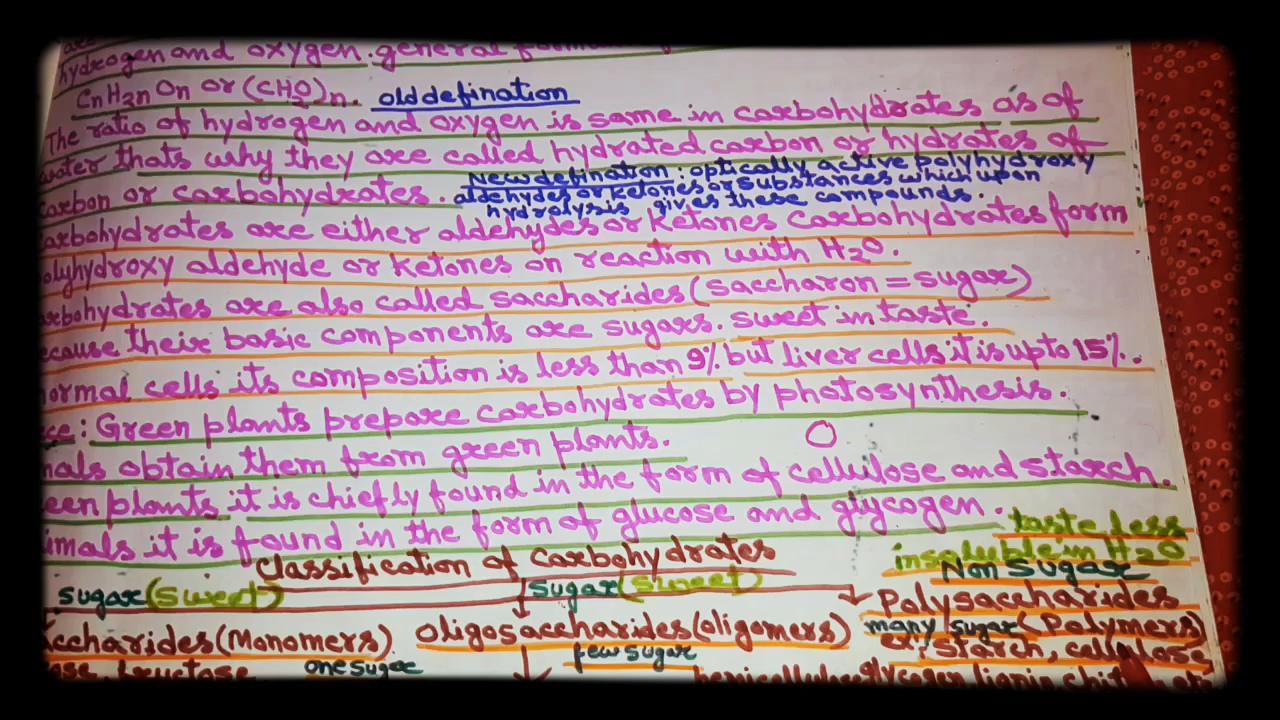 hydrogen and oxygen. general
CnH2nOn or (CH2O)n. old defination
The ratio of hydrogen and oxygen is same in carbohydrates as of
water thats why they are called hydrated carbon or hydrates of
carbon or carbohydrates. New defination: optically active polyhydroxy
aldehydes or ketones or substances which upon
hydrolysis gives these compounds.
arbohydrates are either aldehydes or ketones carbohydrates form
olyhydroxy aldehyde or ketones on reaction with H2O.
arbohydrates are also called saccharides (saccharon = sugar)
ecause their basic components are sugars. sweet in taste.
normal cells its composition is less than 9% but liver cells it is upto 15%.
ce: Green plants prepare carbohydrates by photosynthesis.
mals obtain them from green plants.
een plants it is chiefly found in the form of cellulose and starch.
imals it is found in the form of glucose and glycogen.
taste less
insoluble in H2O
Classification of carbohydrates
Non sugar
sugar (sweet) sugar (sweet)
Polysaccharides
ccharides (Monomers) oligosaccharides (oligomers) many sugar (Polymers)
one sugar few sugar ex. starch, cellulose,
ose, fructose hemicellulose glycogen, lignin, chitin